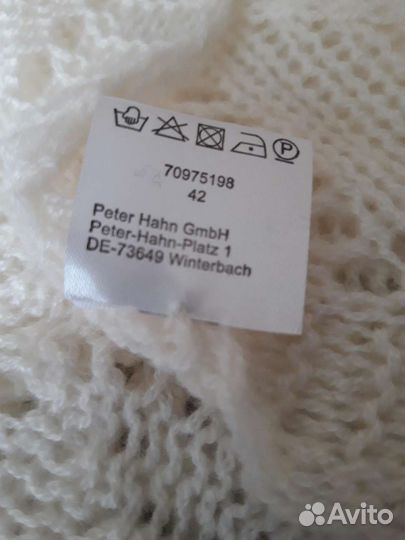 70975198
42
Peter Hahn GmbH
Peter-Hahn-Platz 1
DE-73649 Winterbach
P
Avito